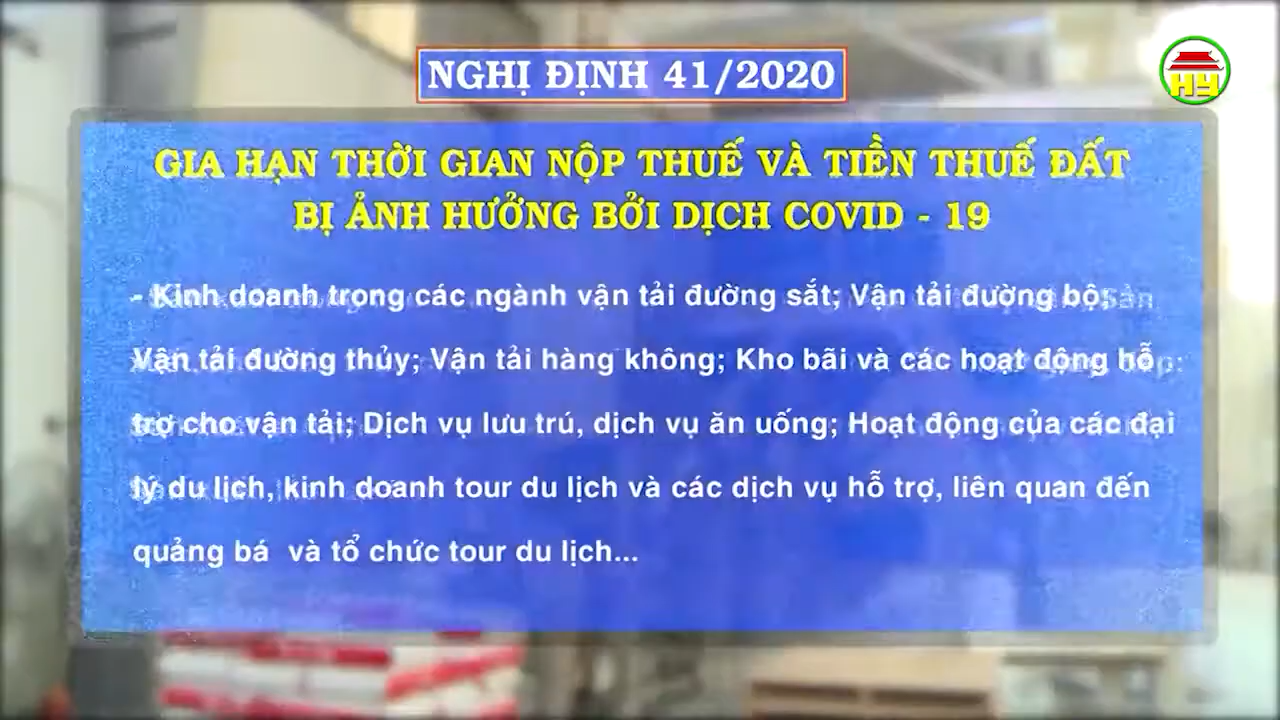 NGHỊ ĐỊNH 41/2020
HY
GIA HẠN THỜI GIAN NỘP THUẾ VÀ TIỀN THUẾ ĐẤT
BỊ ẢNH HƯỞNG BỞI DỊCH COVID - 19
- Kinh doanh trong các ngành vận tải đường sắt; Vận tải đường bộ;
Vận tải đường thủy; Vận tải hàng không; Kho bãi và các hoạt động hỗ
trợ cho vận tải; Dịch vụ lưu trú, dịch vụ ăn uống; Hoạt động của các đại
lý du lịch, kinh doanh tour du lịch và các dịch vụ hỗ trợ, liên quan đến
quảng bá  và tổ chức tour du lịch...